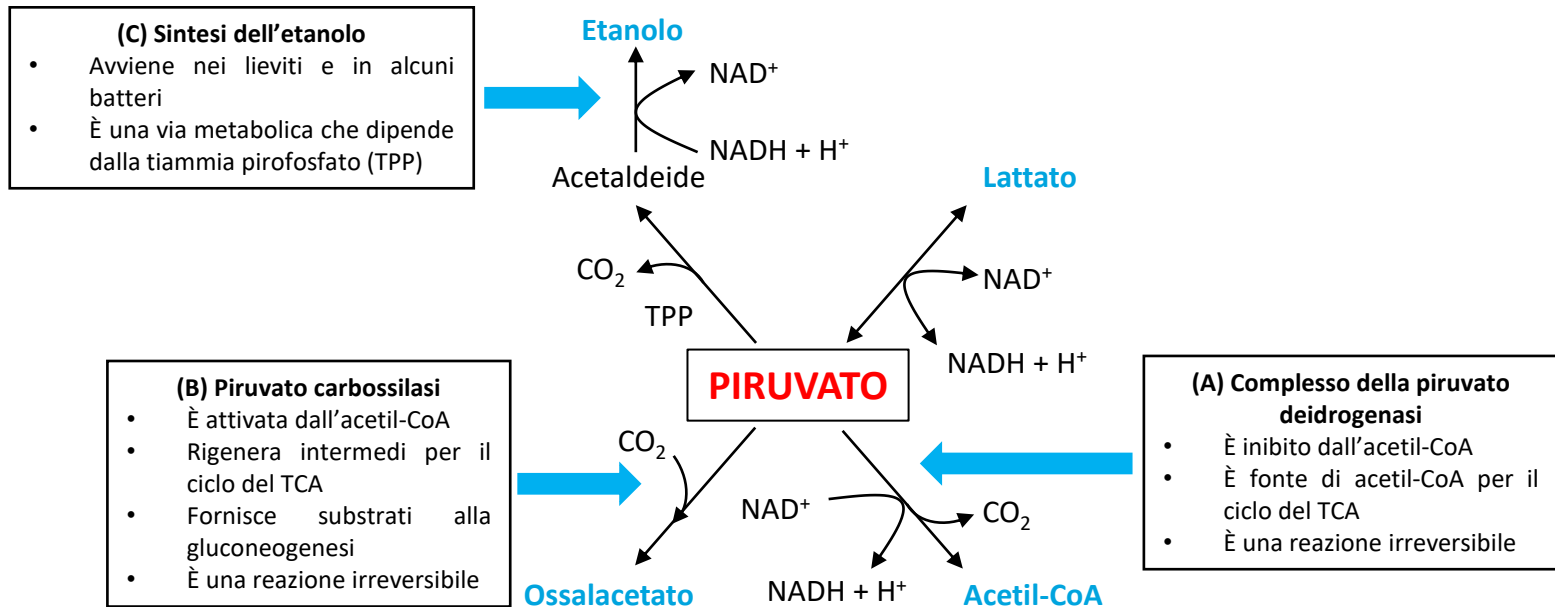 (C) Sintesi dell'etanolo
• Avviene nei lieviti e in alcuni
batteri
• È una via metabolica che dipende
dalla tiammia pirofosfato (TPP)
Etanolo
NAD⁺
NADH + H⁺
Acetaldeide
Lattato
CO₂
TPP
NAD⁺
NADH + H⁺
PIRUVATO
(B) Piruvato carbossilasi
• È attivata dall'acetil-CoA
• Rigenera intermedi per il
ciclo del TCA
• Fornisce substrati alla
gluconeogenesi
• È una reazione irreversibile
CO₂
Ossalacetato
NAD⁺
NADH + H⁺
CO₂
Acetil-CoA
(A) Complesso della piruvato
deidrogenasi
• È inibito dall'acetil-CoA
• È fonte di acetil-CoA per il
ciclo del TCA
• È una reazione irreversibile